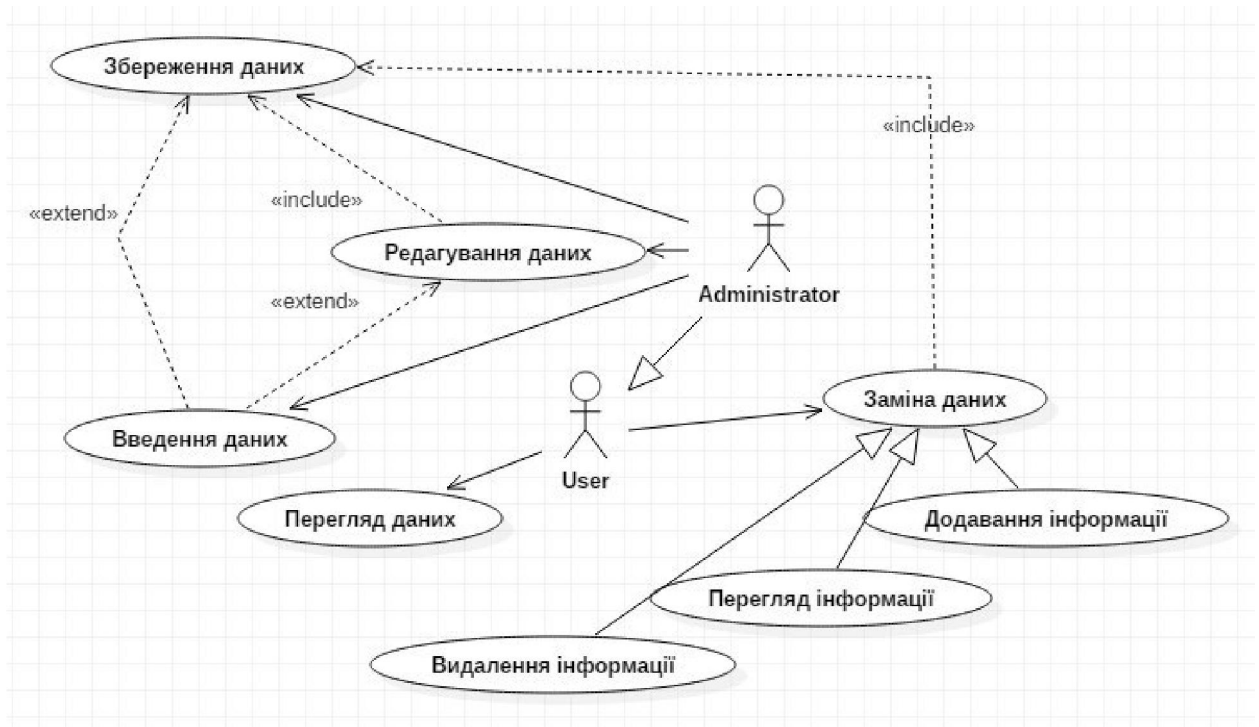 Збереження даних
«include»
«include»
«extend»
Редагування даних
Administrator
«extend»
Заміна даних
Введення даних
User
Перегляд даних
Додавання інформації
Перегляд інформації
Видалення інформації